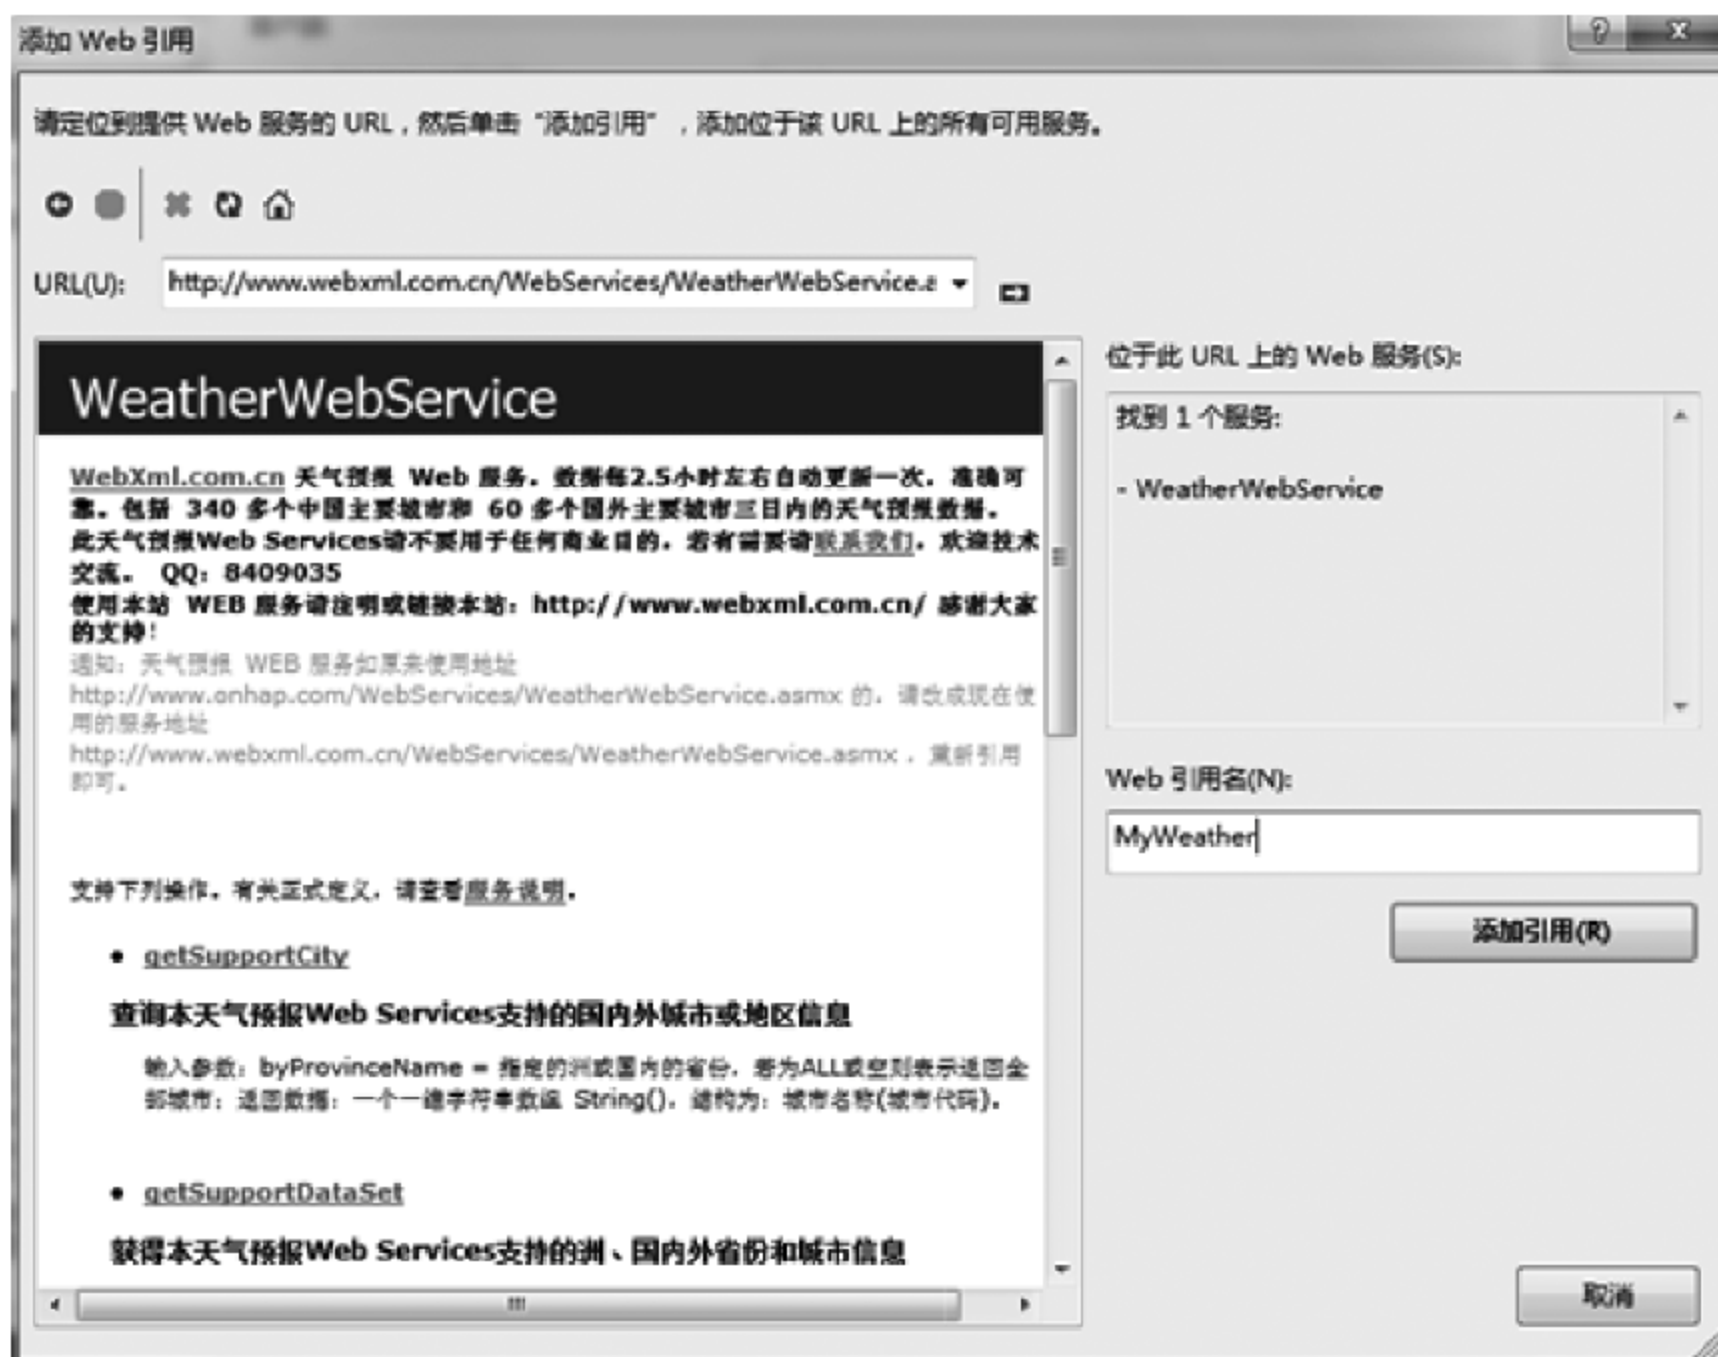 添加 Web 引用
请定位到提供 Web 服务的 URL，然后单击“添加引用”，添加位于该 URL 上的所有可用服务。
URL(U):
http://www.webxml.com.cn/WebServices/WeatherWebService.a
WeatherWebService
WebXml.com.cn 天气预报 Web 服务，数据每2.5小时左右自动更新一次，准确可
靠。包括 340 多个中国主要城市和 60 多个国外主要城市三日内的天气预报数据。
此天气预报Web Services请不要用于任何商业目的，若有需要请联系我们，欢迎技术
交流。 QQ：8409035
使用本站 WEB 服务请注明或链接本站：http://www.webxml.com.cn/ 感谢大家
的支持！
通知：天气预报 WEB 服务如原来使用地址
http://www.onhap.com/WebServices/WeatherWebService.asmx 的，请改成现在使
用的服务地址
http://www.webxml.com.cn/WebServices/WeatherWebService.asmx ，重新引用
即可。
支持下列操作。有关正式定义，请查看服务说明。
• getSupportCity
查询本天气预报Web Services支持的国内外城市或地区信息
输入参数：byProvinceName = 指定的洲或国内的省份，若为ALL或空则表示返回全
部城市；返回数据：一个一维字符串数组 String()，结构为：城市名称(城市代码)。
• getSupportDataSet
获得本天气预报Web Services支持的洲、国内外省份和城市信息
位于此 URL 上的 Web 服务(S):
找到 1 个服务:
- WeatherWebService
Web 引用名(N):
MyWeather
添加引用(R)
取消